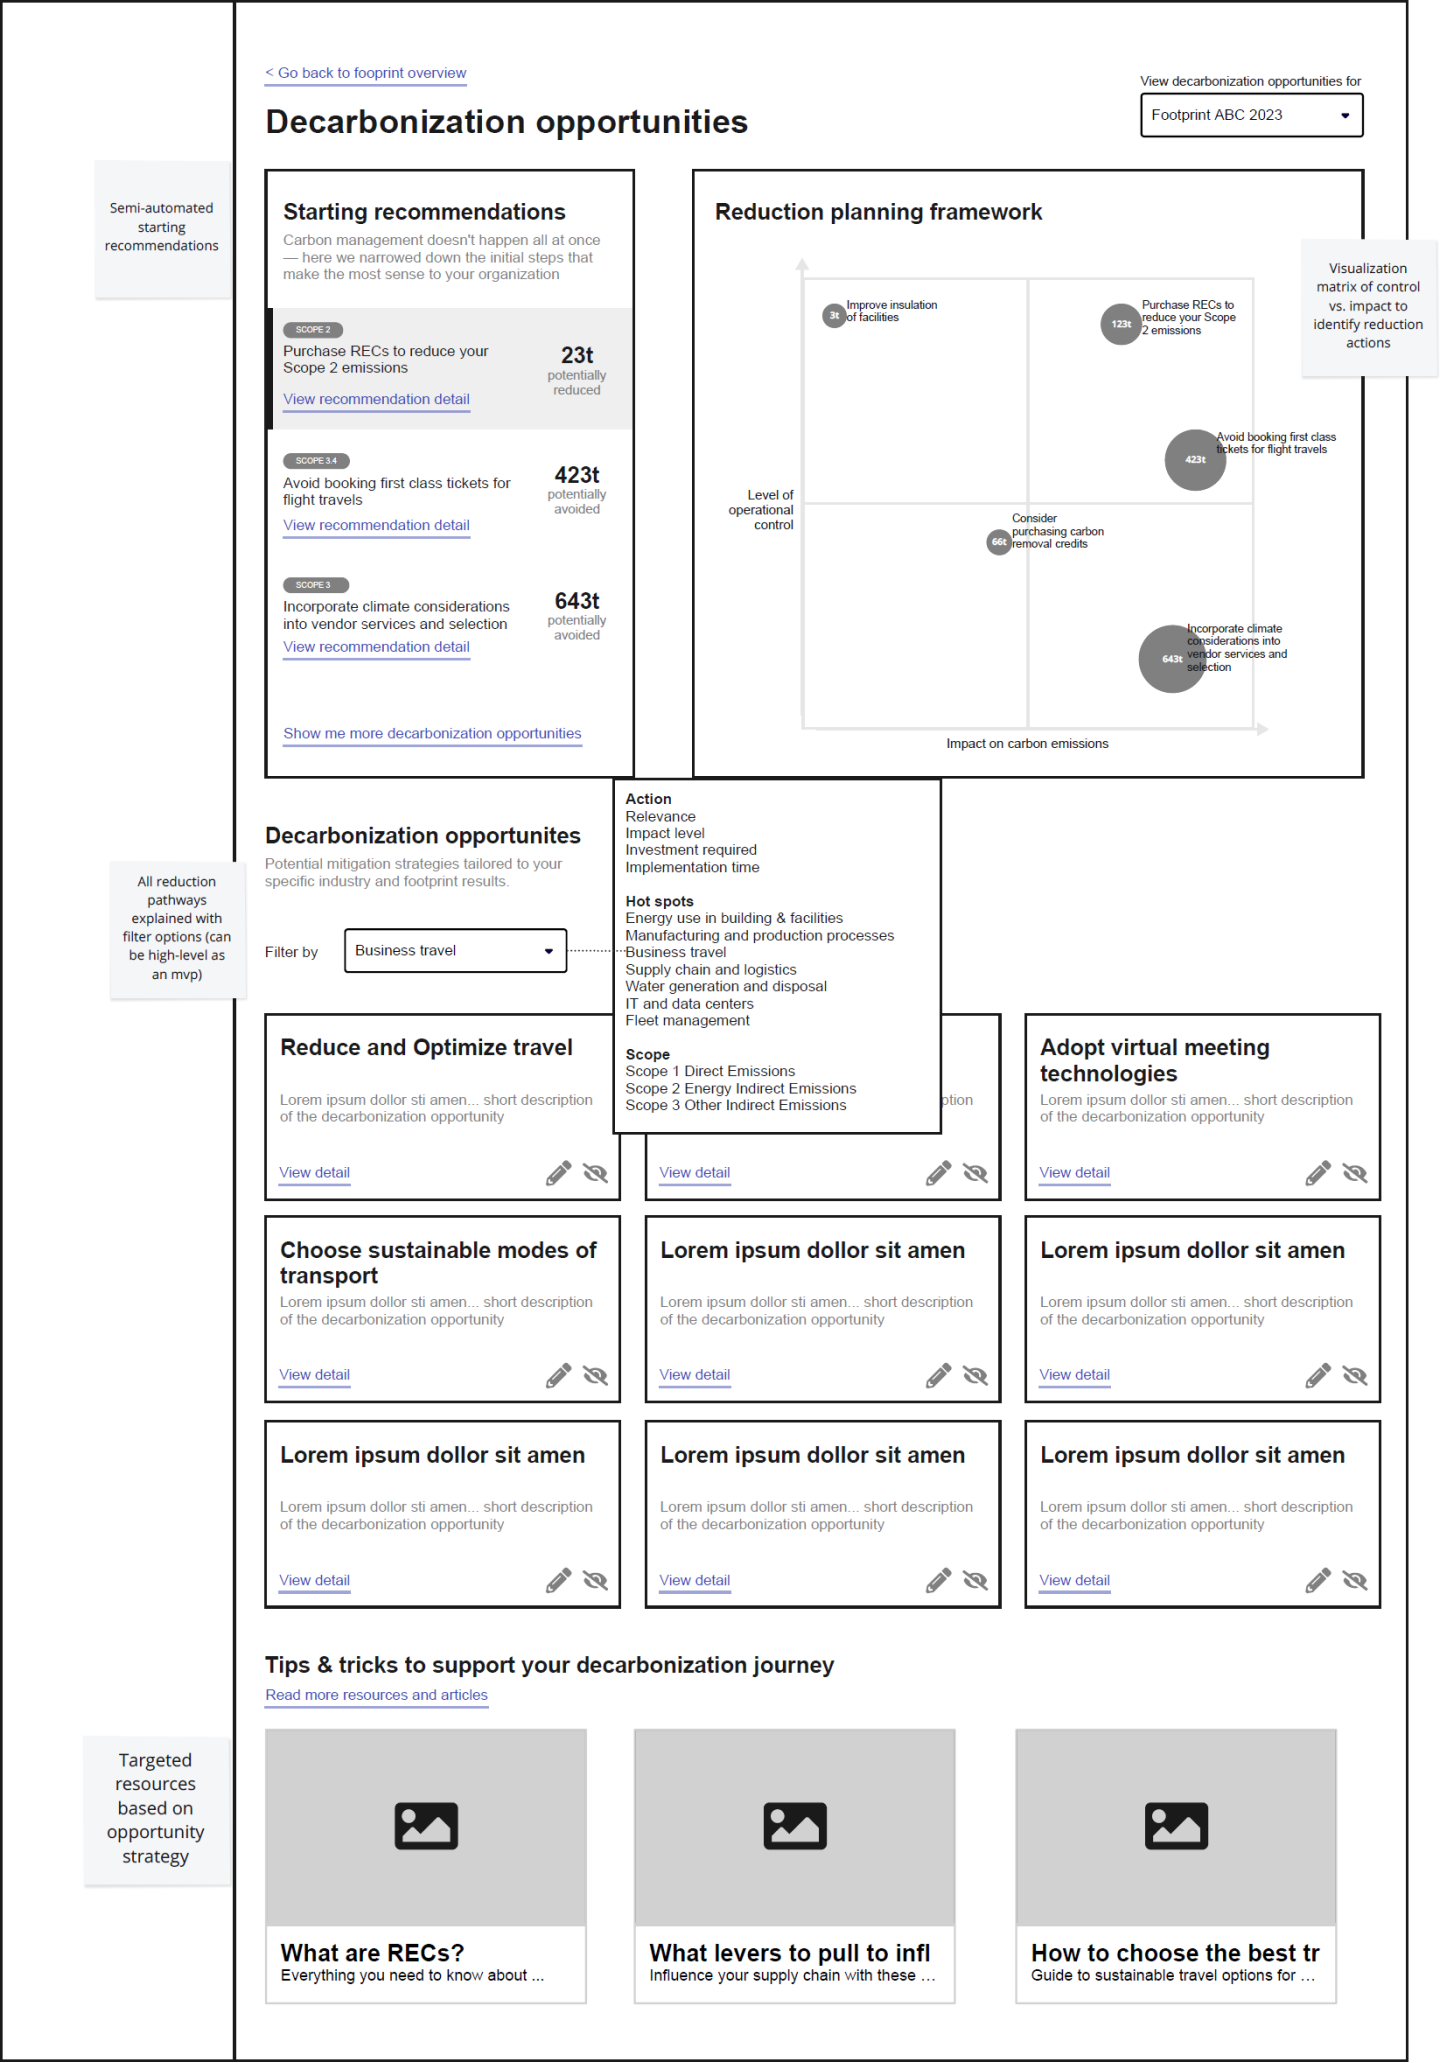 < Go back to fooprint overview
Decarbonization opportunities
View decarbonization opportunities for
Footprint ABC 2023
Semi-automated
starting
recommendations
Starting recommendations
Carbon management doesn't happen all at once
— here we narrowed down the initial steps that
make the most sense to your organization
SCOPE 2
Purchase RECs to reduce your
Scope 2 emissions
View recommendation detail
23t
potentially
reduced
SCOPE 3.4
Avoid booking first class tickets for
flight travels
View recommendation detail
423t
potentially
avoided
SCOPE 3
Incorporate climate considerations
into vendor services and selection
View recommendation detail
643t
potentially
avoided
Show me more decarbonization opportunities
Reduction planning framework
Visualization
matrix of control
vs. impact to
identify reduction
actions
3t
Improve insulation
of facilities
123t
Purchase RECs to
reduce your Scope
2 emissions
423t
Avoid booking first class
tickets for flight travels
Level of
operational
control
66t
Consider
purchasing carbon
removal credits
643t
Incorporate climate
considerations into
vendor services and
selection
Impact on carbon emissions
Decarbonization opportunites
Potential mitigation strategies tailored to your
specific industry and footprint results.
All reduction
pathways
explained with
filter options (can
be high-level as
an mvp)
Filter by
Business travel
Action
Relevance
Impact level
Investment required
Implementation time
Hot spots
Energy use in building & facilities
Manufacturing and production processes
Business travel
Supply chain and logistics
Water generation and disposal
IT and data centers
Fleet management
Scope
Scope 1 Direct Emissions
Scope 2 Energy Indirect Emissions
Scope 3 Other Indirect Emissions
Reduce and Optimize travel
Lorem ipsum dollor sti amen... short description
of the decarbonization opportunity
View detail
ption
View detail
Adopt virtual meeting
technologies
Lorem ipsum dollor sti amen... short description
of the decarbonization opportunity
View detail
Choose sustainable modes of
transport
Lorem ipsum dollor sti amen... short description
of the decarbonization opportunity
View detail
Lorem ipsum dollor sit amen
Lorem ipsum dollor sti amen... short description
of the decarbonization opportunity
View detail
Lorem ipsum dollor sit amen
Lorem ipsum dollor sti amen... short description
of the decarbonization opportunity
View detail
Lorem ipsum dollor sit amen
Lorem ipsum dollor sti amen... short description
of the decarbonization opportunity
View detail
Lorem ipsum dollor sit amen
Lorem ipsum dollor sti amen... short description
of the decarbonization opportunity
View detail
Lorem ipsum dollor sit amen
Lorem ipsum dollor sti amen... short description
of the decarbonization opportunity
View detail
Tips & tricks to support your decarbonization journey
Read more resources and articles
Targeted
resources
based on
opportunity
strategy
What are RECs?
Everything you need to know about ...
What levers to pull to infl
Influence your supply chain with these ...
How to choose the best tr
Guide to sustainable travel options for ...